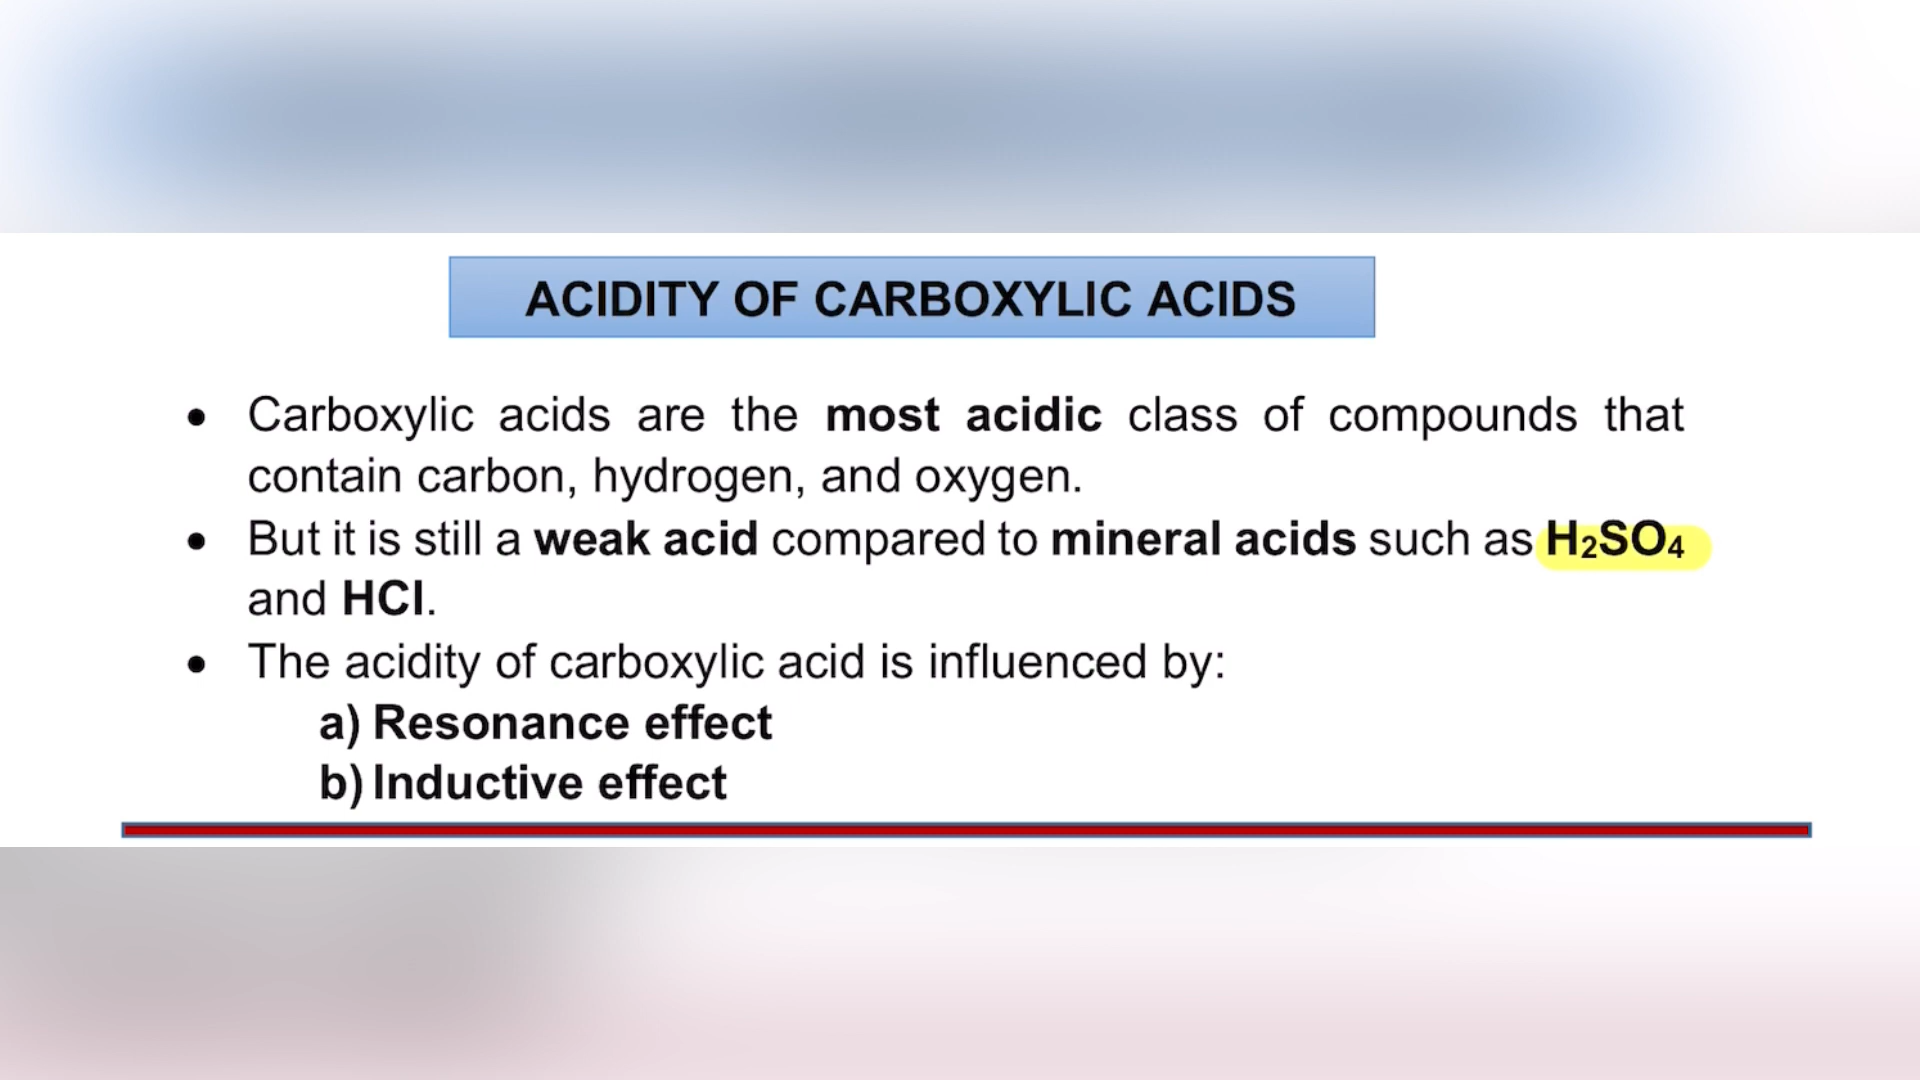 ACIDITY OF CARBOXYLIC ACIDS
• Carboxylic acids are the most acidic class of compounds that
contain carbon, hydrogen, and oxygen.
• But it is still a weak acid compared to mineral acids such as H₂SO₄
and HCl.
• The acidity of carboxylic acid is influenced by:
a) Resonance effect
b) Inductive effect